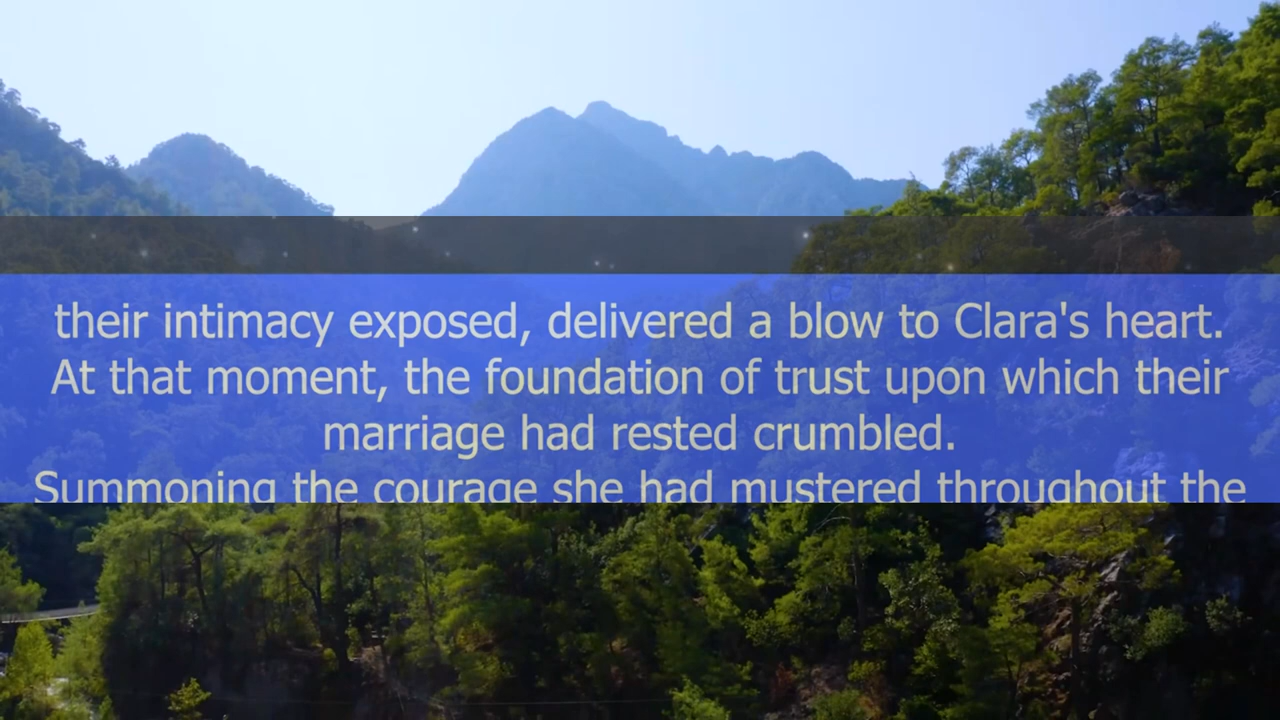 their intimacy exposed, delivered a blow to Clara's heart.
At that moment, the foundation of trust upon which their
marriage had rested crumbled.
Summoning the courage she had mustered throughout the